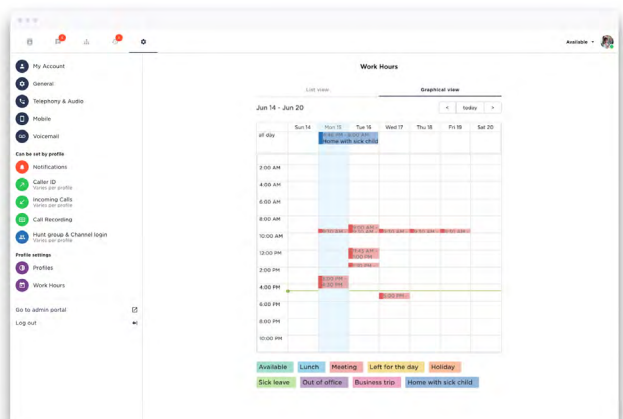 Available
My Account
General
Telephony & Audio
Mobile
Voicemail
Can be set by profile
Notifications
Caller ID
Varies per profile
Incoming Calls
Varies per profile
Call Recording
Hunt group & Channel login
Varies per profile
Profile settings
Profiles
Work Hours
Go to admin portal
Log out
Work Hours
List view
Graphical view
Jun 14 - Jun 20
< today >
Sun 14 Mon 15 Tue 16 Wed 17 Thu 18 Fri 19 Sat 20
all day
Home with sick child
2:00 AM
4:00 AM
6:00 AM
8:00 AM
10:00 AM
12:00 PM
2:00 PM
4:00 PM
6:00 PM
8:00 PM
10:00 PM
Available Lunch Meeting Left for the day Holiday
Sick leave Out of office Business trip Home with sick child